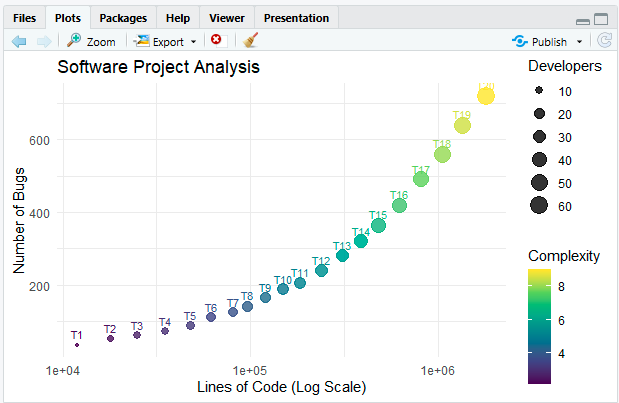 Files Plots Packages Help Viewer Presentation
Zoom Export Publish
Software Project Analysis
Number of Bugs
600
400
200
T1 T2 T3 T4 T5 T6 T7 T8 T9 T10 T11 T12 T13 T14 T15 T16 T17 T18 T19 T20
1e+04 1e+05 1e+06
Lines of Code (Log Scale)
Developers
10
20
30
40
50
60
Complexity
8
6
4